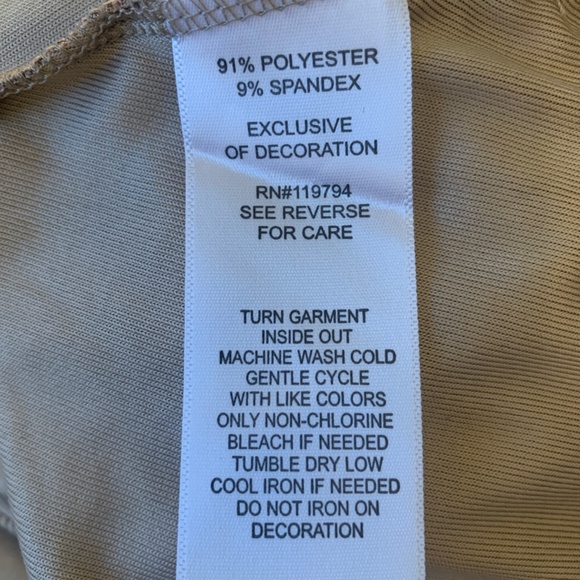 91% POLYESTER
9% SPANDEX
EXCLUSIVE
OF DECORATION
RN#119794
SEE REVERSE
FOR CARE
TURN GARMENT
INSIDE OUT
MACHINE WASH COLD
GENTLE CYCLE
WITH LIKE COLORS
ONLY NON-CHLORINE
BLEACH IF NEEDED
TUMBLE DRY LOW
COOL IRON IF NEEDED
DO NOT IRON ON
DECORATION